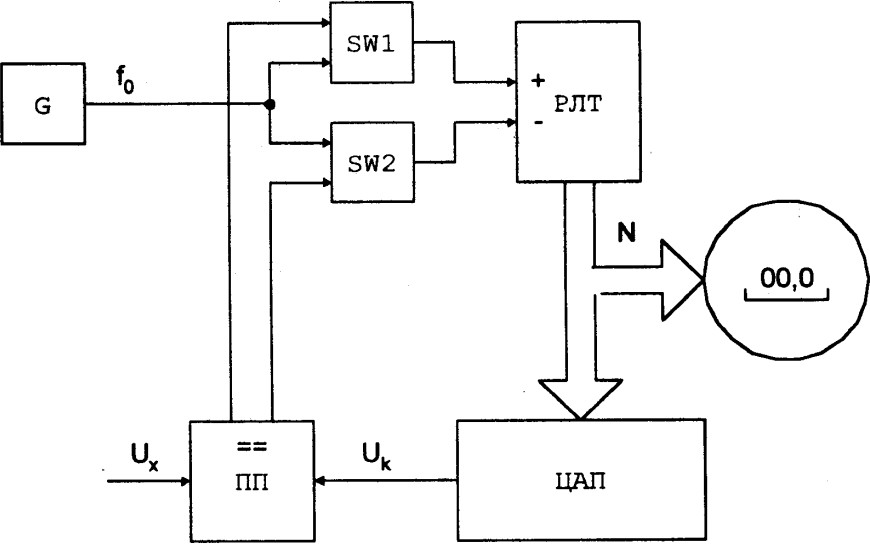 SW1
G
f₀
+
РЛТ
-
SW2
N
00,0
==
Uₓ
ПП
Uₖ
ЦАП